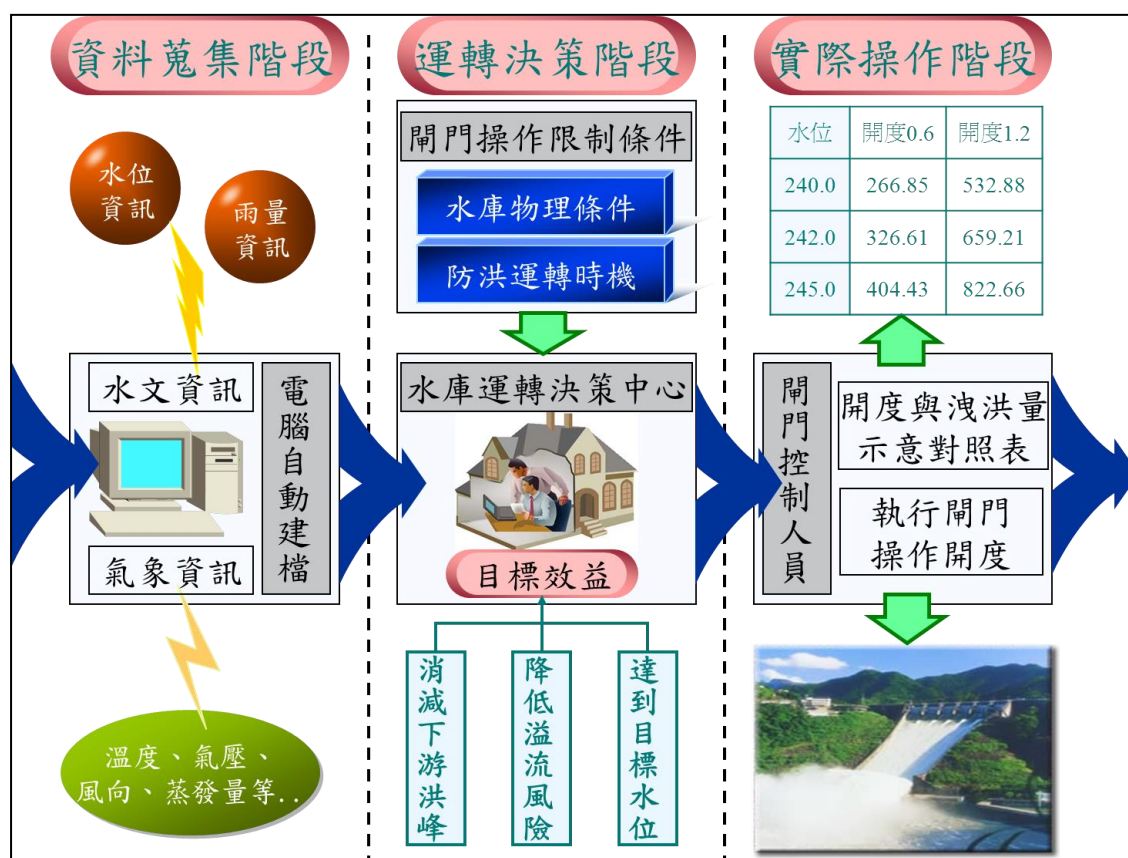 資料蒐集階段
水位
資訊
雨量
資訊
水文資訊
電腦自動建檔
氣象資訊
溫度、氣壓、
風向、蒸發量等..
運轉決策階段
閘門操作限制條件
水庫物理條件
防洪運轉時機
水庫運轉決策中心
目標效益
消減下游洪峰
降低溢流風險
達到目標水位
實際操作階段
水位 開度0.6 開度1.2
240.0 266.85 532.88
242.0 326.61 659.21
245.0 404.43 822.66
閘門控制人員
開度與洩洪量
示意對照表
執行閘門
操作開度